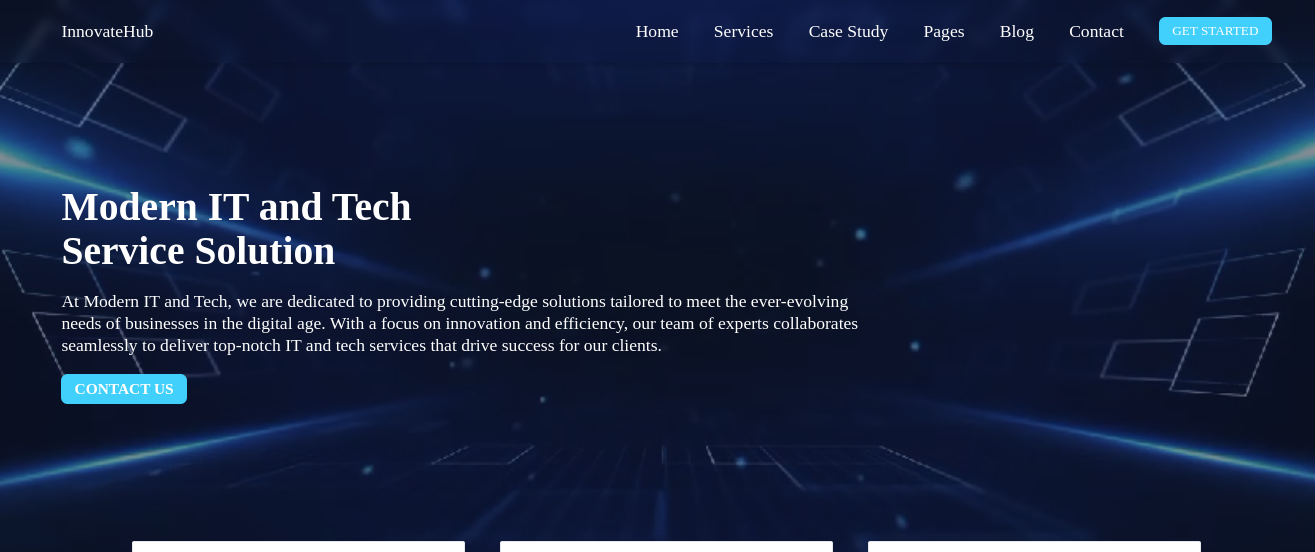 InnovateHub
Home Services Case Study Pages Blog Contact GET STARTED
Modern IT and Tech
Service Solution
At Modern IT and Tech, we are dedicated to providing cutting-edge solutions tailored to meet the ever-evolving
needs of businesses in the digital age. With a focus on innovation and efficiency, our team of experts collaborates
seamlessly to deliver top-notch IT and tech services that drive success for our clients.
CONTACT US